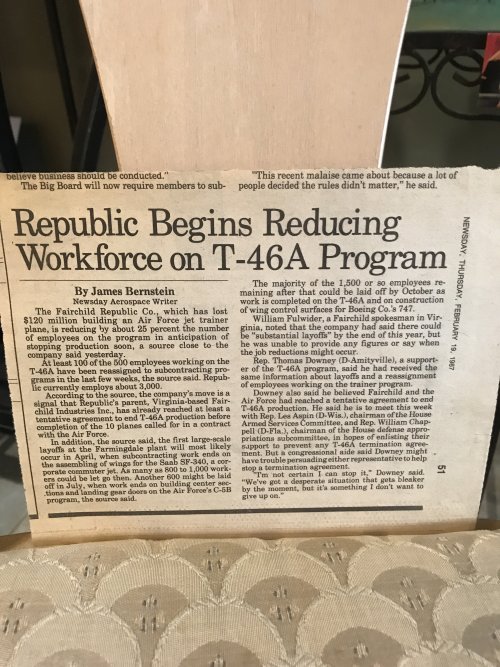 believe business should be conducted."
The Big Board will now require members to sub-
"This recent malaise came about because a lot of
people decided the rules didn't matter," he said.
Republic Begins Reducing
Workforce on T-46A Program
By James Bernstein
Newsday Aerospace Writer
The Fairchild Republic Co., which has lost
$120 million building an Air Force jet trainer
plane, is reducing by about 25 percent the number
of employees on the program in anticipation of
stopping production soon, a source close to the
company said yesterday.
At least 100 of the 500 employees working on the
T-46A have been reassigned to subcontracting pro-
grams in the last few weeks, the source said. Repub-
lic currently employs about 3,000.
According to the source, the company's move is a
signal that Republic's parent, Virginia-based Fair-
child Industries Inc., has already reached at least a
tentative agreement to end T-46A production before
completion of the 10 planes called for in a contract
with the Air Force.
In addition, the source said, the first large-scale
layoffs at the Farmingdale plant will most likely
occur in April, when subcontracting work ends on
the assembling of wings for the Saab SF-340, a cor-
porate commuter jet. As many as 800 to 1,000 work-
ers could be let go then. Another 600 might be laid
off in July, when work ends on building center sec-
tions and landing gear doors on the Air Force's C-5B
program, the source said.
The majority of the 1,500 or so employees re-
maining after that could be laid off by October as
work is completed on the T-46A and on construction
of wing control surfaces for Boeing Co.'s 747.
William Fulwider, a Fairchild spokesman in Vir-
ginia, noted that the company had said there could
be "substantial layoffs" by the end of this year, but
he was unable to provide any figures or say when
the job reductions might occur.
Rep. Thomas Downey (D-Amityville), a support-
er of the T-46A program, said he had received the
same information about layoffs and a reassignment
of employees working on the trainer program.
Downey also said he believed Fairchild and the
Air Force had reached a tentative agreement to end
T-46A production. He said he is to meet this week
with Rep. Les Aspin (D-Wis.), chairman of the House
Armed Services Committee, and Rep. William Chap-
pell (D-Fla.), chairman of the House defense appro-
priations subcommittee, in hopes of enlisting their
support to prevent any T-46A termination agree-
ment. But a congressional aide said Downey might
have trouble persuading either representative to help
stop a termination agreement.
"I'm not certain I can stop it," Downey said.
"We've got a desperate situation that gets bleaker
by the moment, but it's something I don't want to
give up on."
NEWSDAY, THURSDAY, FEBRUARY 19 1987
51